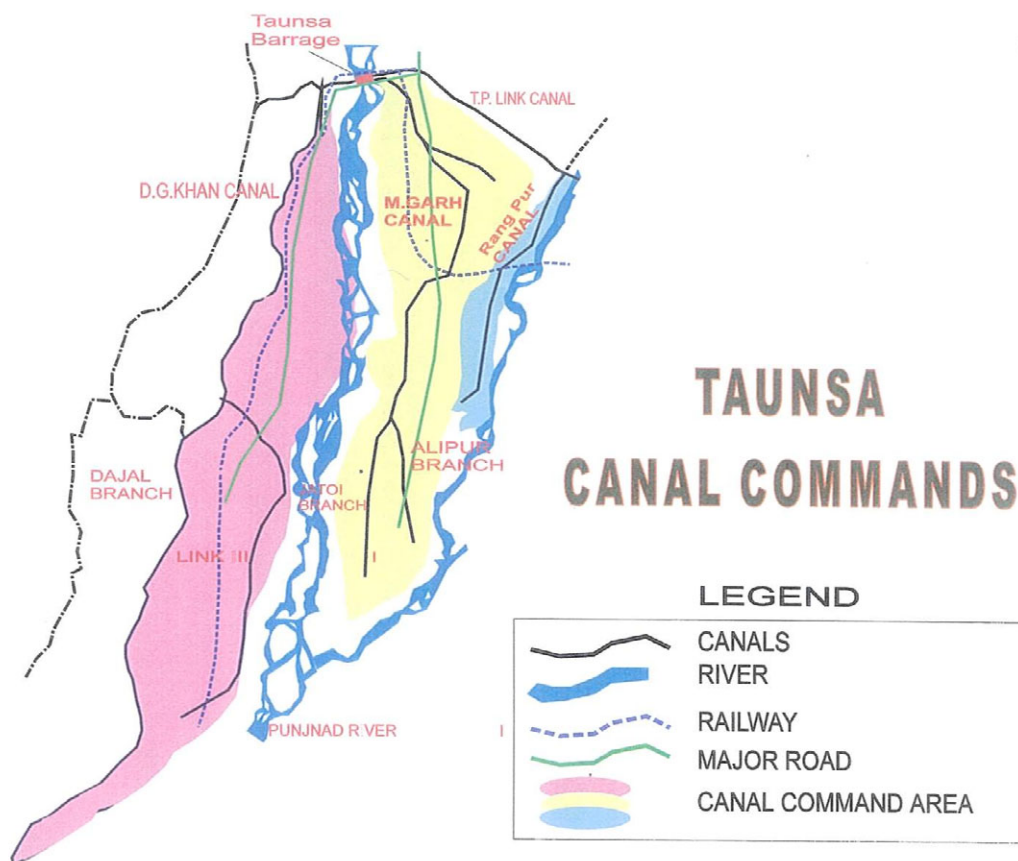 Taunsa
Barrage
T.P. LINK CANAL
D.G.KHAN CANAL
M.GARH
CANAL
Rang Pur
CANAL
TAUNSA
CANAL COMMANDS
ALIPUR
BRANCH
DAJAL
BRANCH
BRANCH
LINK III
I
PUNJNAD RIVER
I
LEGEND
CANALS
RIVER
RAILWAY
MAJOR ROAD
CANAL COMMAND AREA